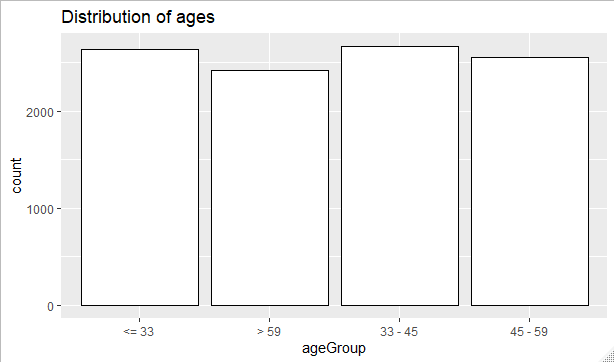 Distribution of ages
2000
1000
0
count
<= 33
> 59
33 - 45
45 - 59
ageGroup